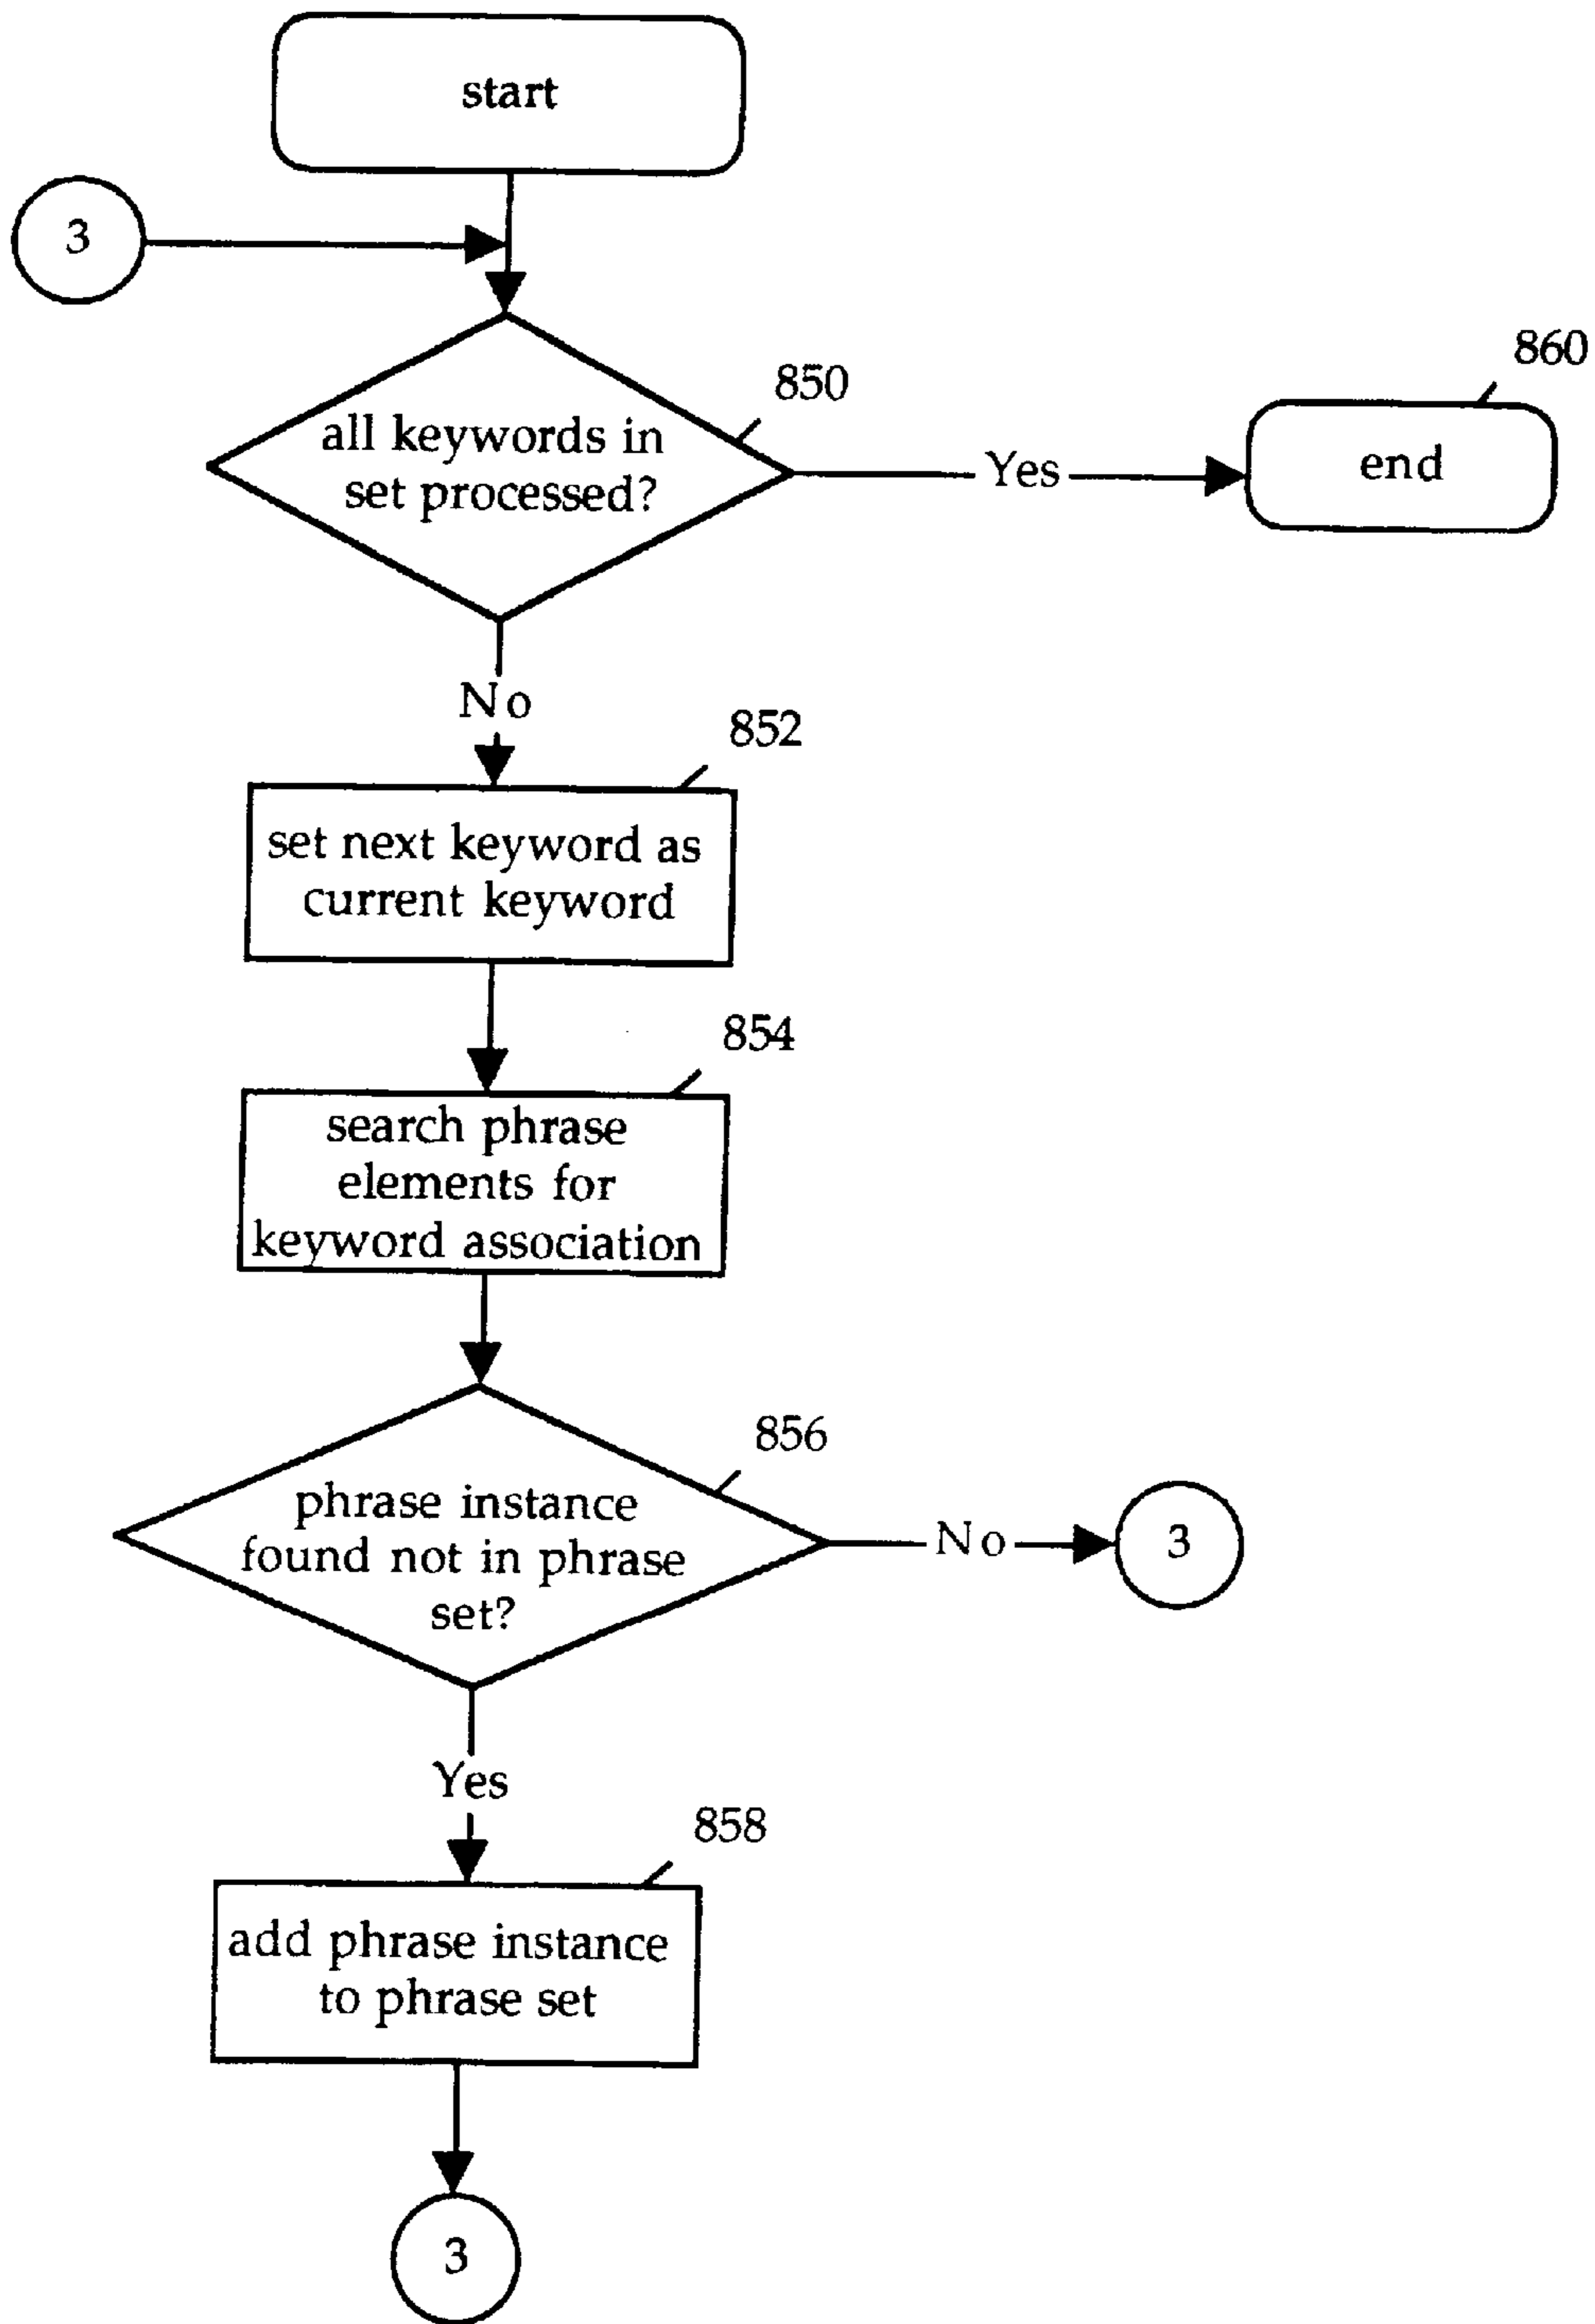 start
3
850
860
all keywords in
set processed?
Yes
end
No
852
set next keyword as
current keyword
854
search phrase
elements for
keyword association
856
phrase instance
found not in phrase
set?
No
3
Yes
858
add phrase instance
to phrase set
3